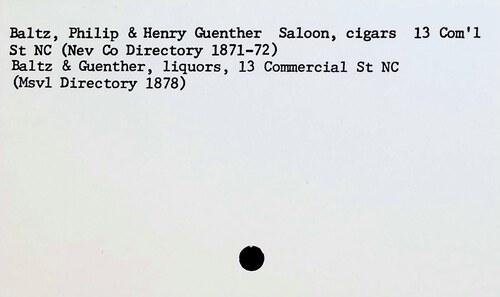 Baltz, Philip & Henry Guenther  Saloon, cigars  13 Com'l
St NC (Nev Co Directory 1871-72)
Baltz & Guenther, liquors, 13 Commercial St NC
(Msvl Directory 1878)